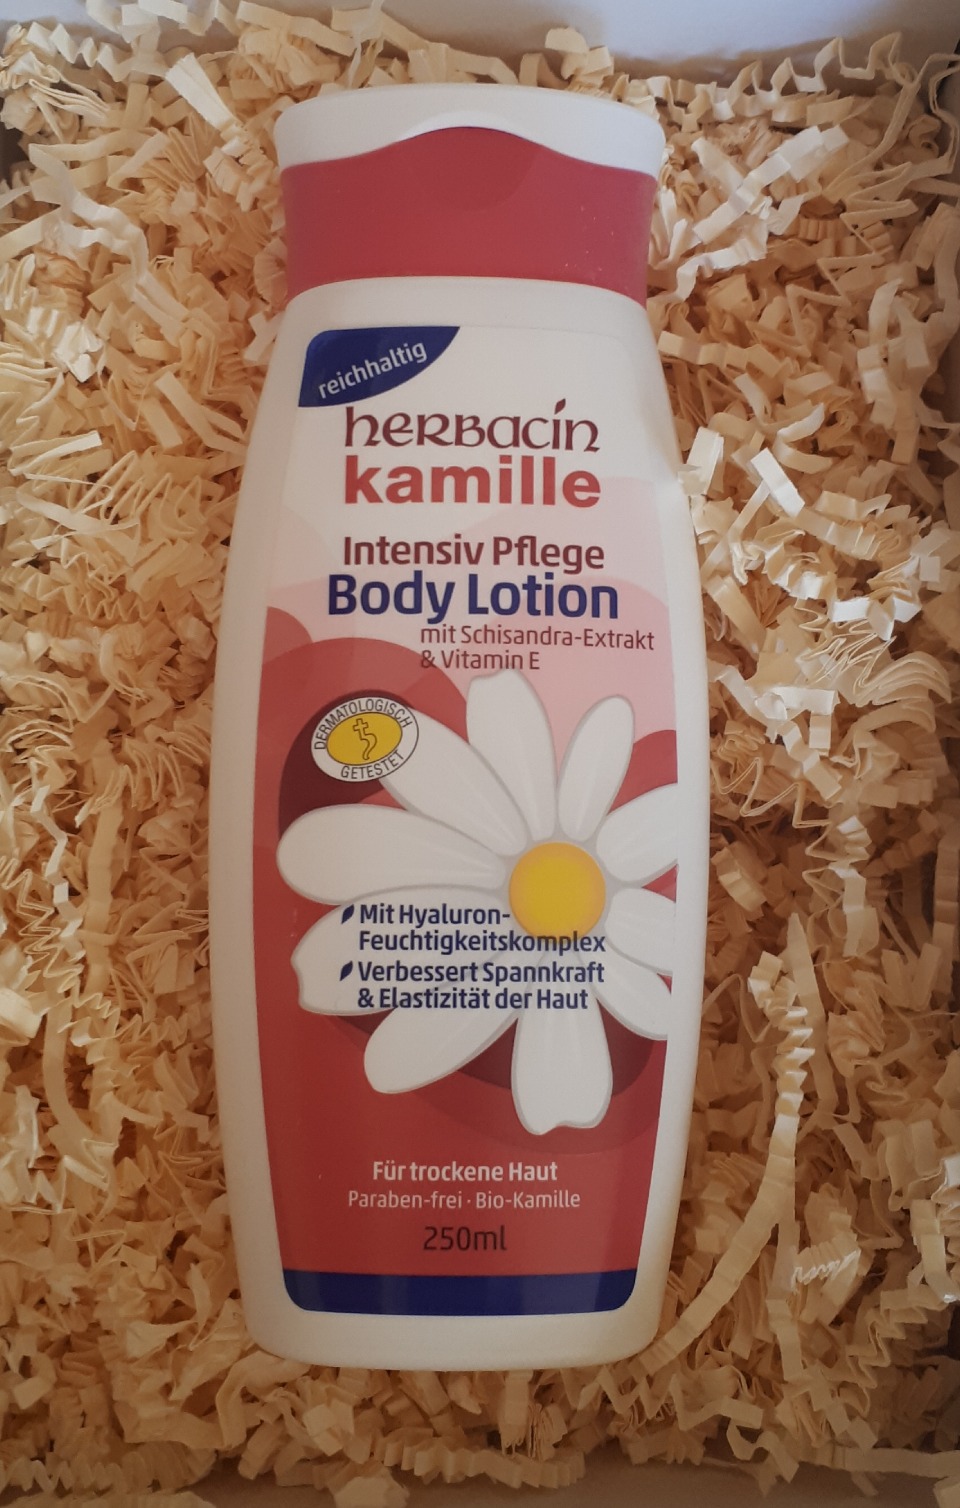 reichhaltig
herbacin
kamille
Intensiv Pflege
Body Lotion
mit Schisandra-Extrakt
& Vitamin E
DERMATOLOGISCH
GETESTET
Mit Hyaluron-
Feuchtigkeitskomplex
Verbessert Spannkraft
& Elastizität der Haut
Für trockene Haut
Paraben-frei · Bio-Kamille
250ml